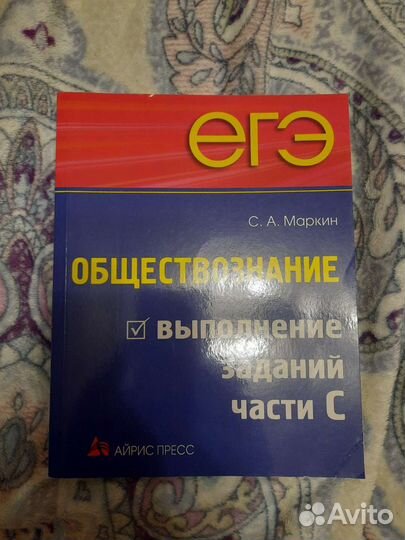 егэ
С. А. Маркин
ОБЩЕСТВОЗНАНИЕ
выполнение
заданий
части С
АЙРИС ПРЕСС
Avito